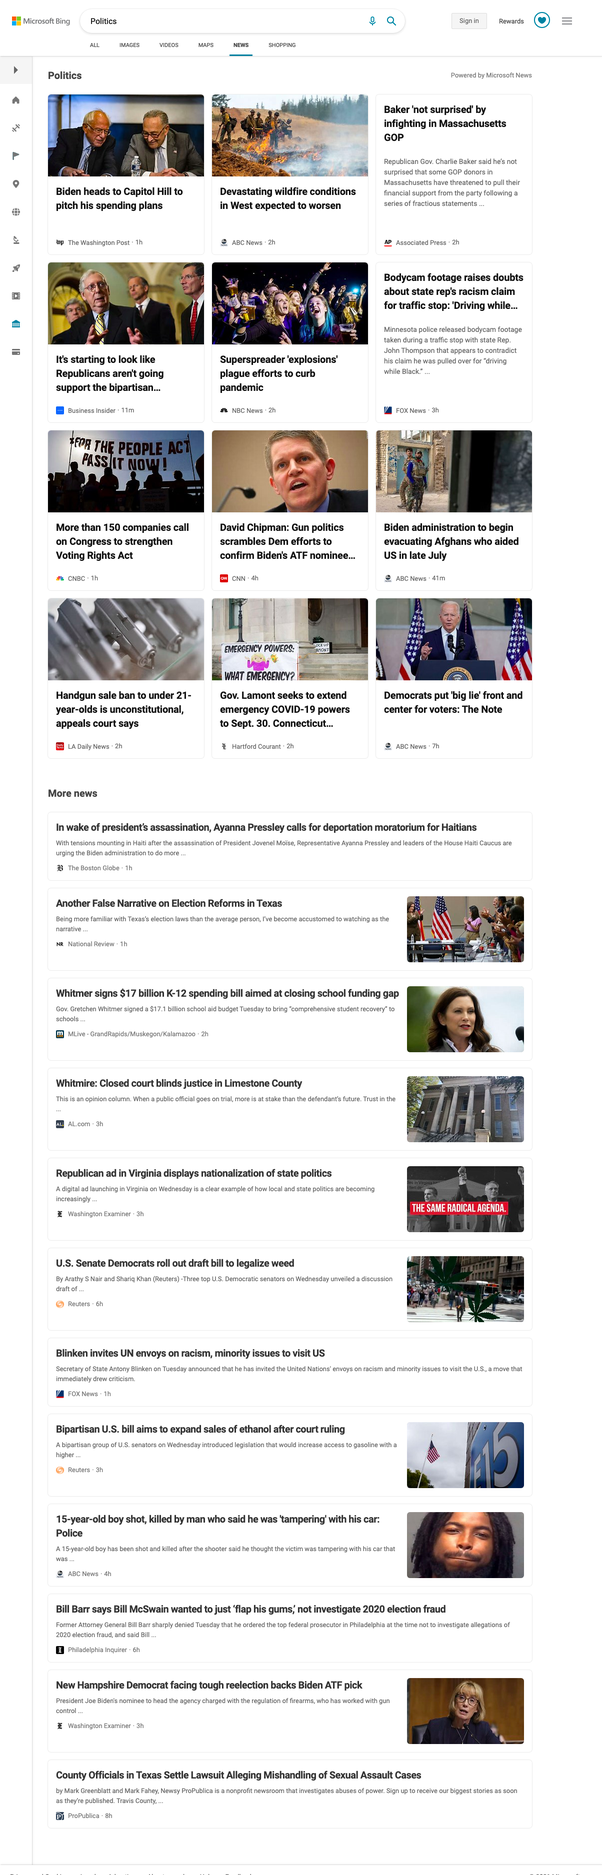 Microsoft Bing
Politics
Sign in
Rewards
ALL
IMAGES
VIDEOS
MAPS
NEWS
SHOPPING
Politics
Powered by Microsoft News
Biden heads to Capitol Hill to
pitch his spending plans
wp The Washington Post · 1h
Devastating wildfire conditions
in West expected to worsen
ABC News · 2h
Baker 'not surprised' by
infighting in Massachusetts
GOP
Republican Gov. Charlie Baker said he's not
surprised that some GOP donors in
Massachusetts have threatened to pull their
financial support from the party following a
series of fractious statements ...
AP Associated Press · 2h
It's starting to look like
Republicans aren't going
support the bipartisan...
Business Insider · 11m
Superspreader 'explosions'
plague efforts to curb
pandemic
NBC News · 2h
Bodycam footage raises doubts
about state rep's racism claim
for traffic stop: 'Driving while...
Minnesota police released bodycam footage
taken during a traffic stop with state Rep.
John Thompson that appears to contradict
his claim he was pulled over for "driving
while Black." ...
FOX News · 3h
FOR THE PEOPLE ACT
PASS IT NOW!
More than 150 companies call
on Congress to strengthen
Voting Rights Act
CNBC · 1h
David Chipman: Gun politics
scrambles Dem efforts to
confirm Biden's ATF nominee...
CNN CNN · 4h
Biden administration to begin
evacuating Afghans who aided
US in late July
ABC News · 41m
Handgun sale ban to under 21-
year-olds is unconstitutional,
appeals court says
LA Daily News · 2h
EMERGENCY POWERS:
WHAT EMERGENCY?
Gov. Lamont seeks to extend
emergency COVID-19 powers
to Sept. 30. Connecticut...
Hartford Courant · 2h
Democrats put 'big lie' front and
center for voters: The Note
ABC News · 7h
More news
In wake of president's assassination, Ayanna Pressley calls for deportation moratorium for Haitians
With tensions mounting in Haiti after the assassination of President Jovenel Moïse, Representative Ayanna Pressley and leaders of the House Haiti Caucus are
urging the Biden administration to do more ...
The Boston Globe · 1h
Another False Narrative on Election Reforms in Texas
Being more familiar with Texas's election laws than the average person, I've become accustomed to watching as the
narrative ...
NR National Review · 1h
Whitmer signs $17 billion K-12 spending bill aimed at closing school funding gap
Gov. Gretchen Whitmer signed a $17.1 billion school aid budget Tuesday to bring "comprehensive student recovery" to
schools ...
MLive - GrandRapids/Muskegon/Kalamazoo · 2h
Whitmire: Closed court blinds justice in Limestone County
This is an opinion column. When a public official goes on trial, more is at stake than the defendant's future. Trust in the
...
AL. AL.com · 3h
Republican ad in Virginia displays nationalization of state politics
A digital ad launching in Virginia on Wednesday is a clear example of how local and state politics are becoming
increasingly ...
Washington Examiner · 3h
THE SAME RADICAL AGENDA.
U.S. Senate Democrats roll out draft bill to legalize weed
By Arathy S Nair and Shariq Khan (Reuters) -Three top U.S. Democratic senators on Wednesday unveiled a discussion
draft of ...
Reuters · 6h
Blinken invites UN envoys on racism, minority issues to visit US
Secretary of State Antony Blinken on Tuesday announced that he has invited the United Nations' envoys on racism and minority issues to visit the U.S., a move that
immediately drew criticism.
FOX News · 1h
Bipartisan U.S. bill aims to expand sales of ethanol after court ruling
A bipartisan group of U.S. senators on Wednesday introduced legislation that would increase access to gasoline with a
higher ...
Reuters · 3h
E15
15-year-old boy shot, killed by man who said he was 'tampering' with his car:
Police
A 15-year-old boy has been shot and killed after the shooter said he thought the victim was tampering with his car that
was ...
ABC News · 4h
Bill Barr says Bill McSwain wanted to just 'flap his gums,' not investigate 2020 election fraud
Former Attorney General Bill Barr sharply denied Tuesday that he ordered the top federal prosecutor in Philadelphia at the time not to investigate allegations of
2020 election fraud, and said Bill ...
Philadelphia Inquirer · 6h
New Hampshire Democrat facing tough reelection backs Biden ATF pick
President Joe Biden's nominee to head the agency charged with the regulation of firearms, who has worked with gun
control ...
Washington Examiner · 3h
County Officials in Texas Settle Lawsuit Alleging Mishandling of Sexual Assault Cases
by Mark Greenblatt and Mark Fahey, Newsy ProPublica is a nonprofit newsroom that investigates abuses of power. Sign up to receive our biggest stories as soon
as they're published. Travis County, ...
ProPublica · 8h